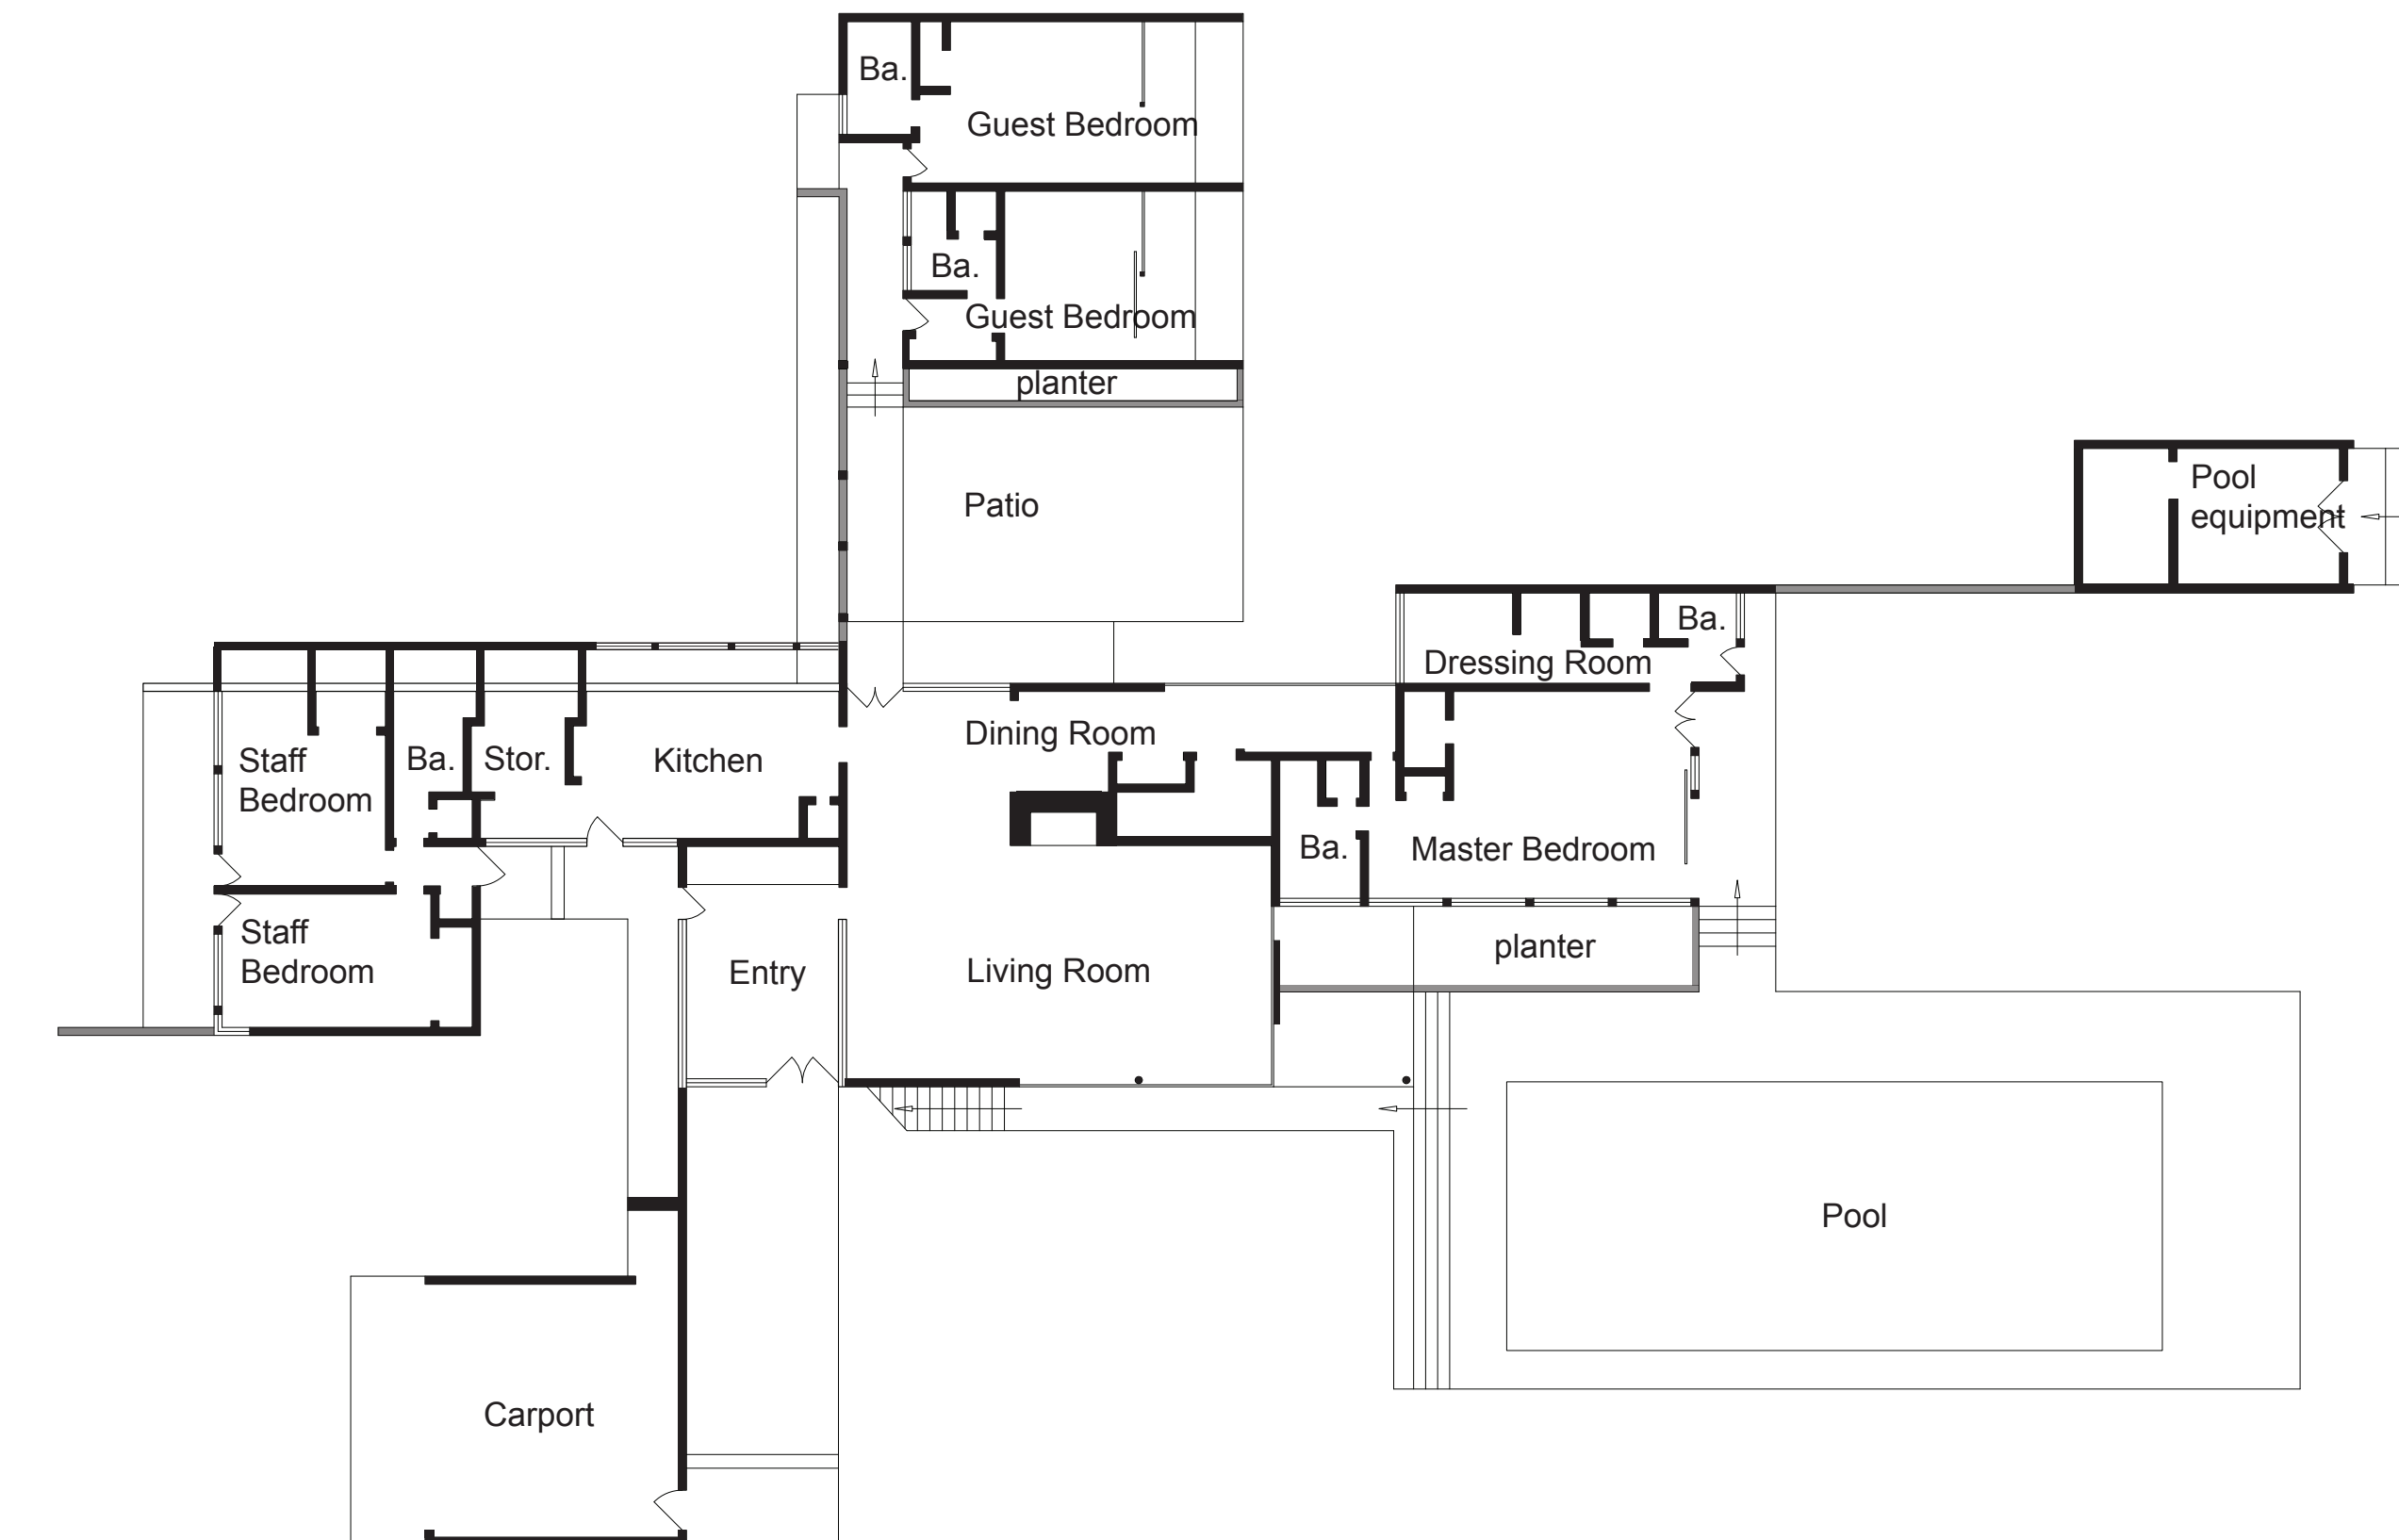 Ba.
Guest Bedroom
Ba.
Guest Bedroom
planter
Patio
Pool
equipment
Ba.
Dressing Room
Dining Room
Staff
Bedroom
Ba.
Stor.
Kitchen
Ba.
Master Bedroom
Staff
Bedroom
Entry
Living Room
planter
Pool
Carport